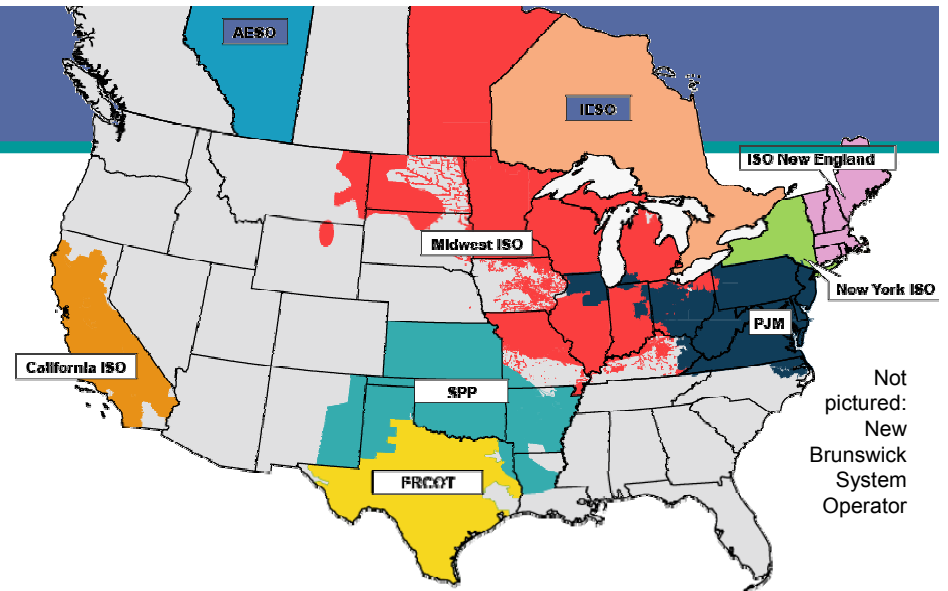 AESO
IESO
ISO New England
Midwest ISO
New York ISO
PJM
California ISO
SPP
ERCOT
Not
pictured:
New
Brunswick
System
Operator